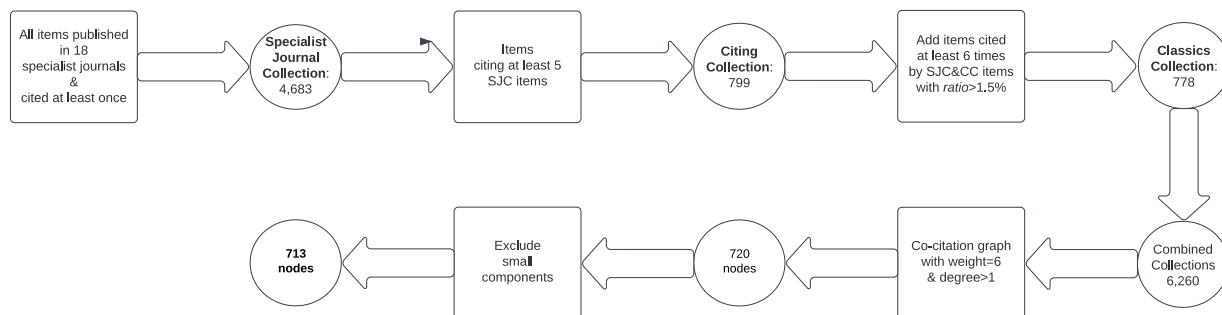 All items published
in 18
specialist journals
&
cited at least once
Specialist
Journal
Collection:
4,683
Items
citing at least 5
SJC items
Citing
Collection:
799
Add items cited
at least 6 times
by SJC&CC items
with ratio>1.5%
Classics
Collection:
778
713
nodes
Exclude
small
components
720
nodes
Co-citation graph
with weight=6
& degree>1
Combined
Collections
6,260